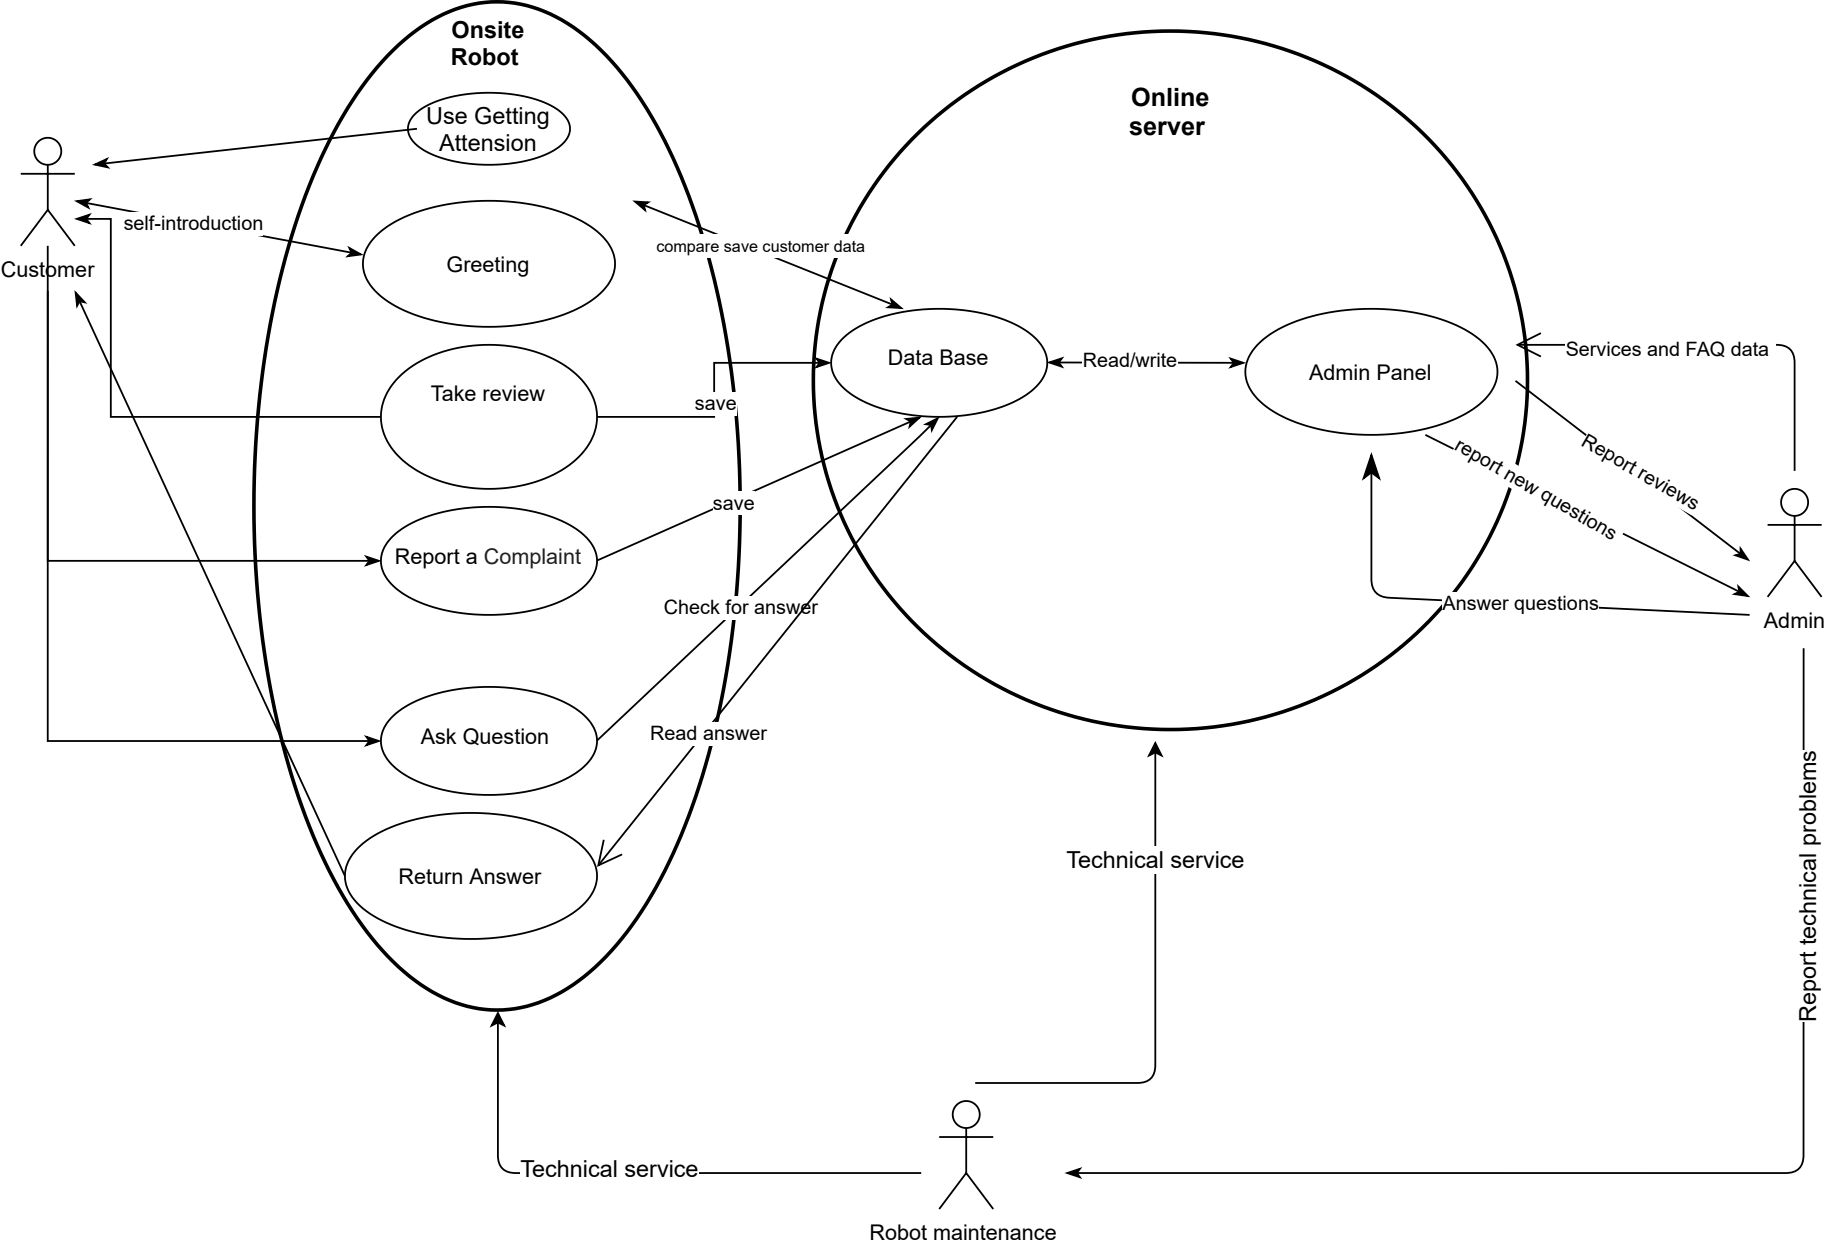 Onsite
Robot
Online
server
Use Getting
Attension
self-introduction
Customer
Greeting
compare save customer data
Take review
save
Data Base
Read/write
Admin Panel
Services and FAQ data
Report reviews
report new questions
save
Report a Complaint
Check for answer
Answer questions
Admin
Ask Question
Read answer
Return Answer
Technical service
Report technical problems
Technical service
Robot maintenance